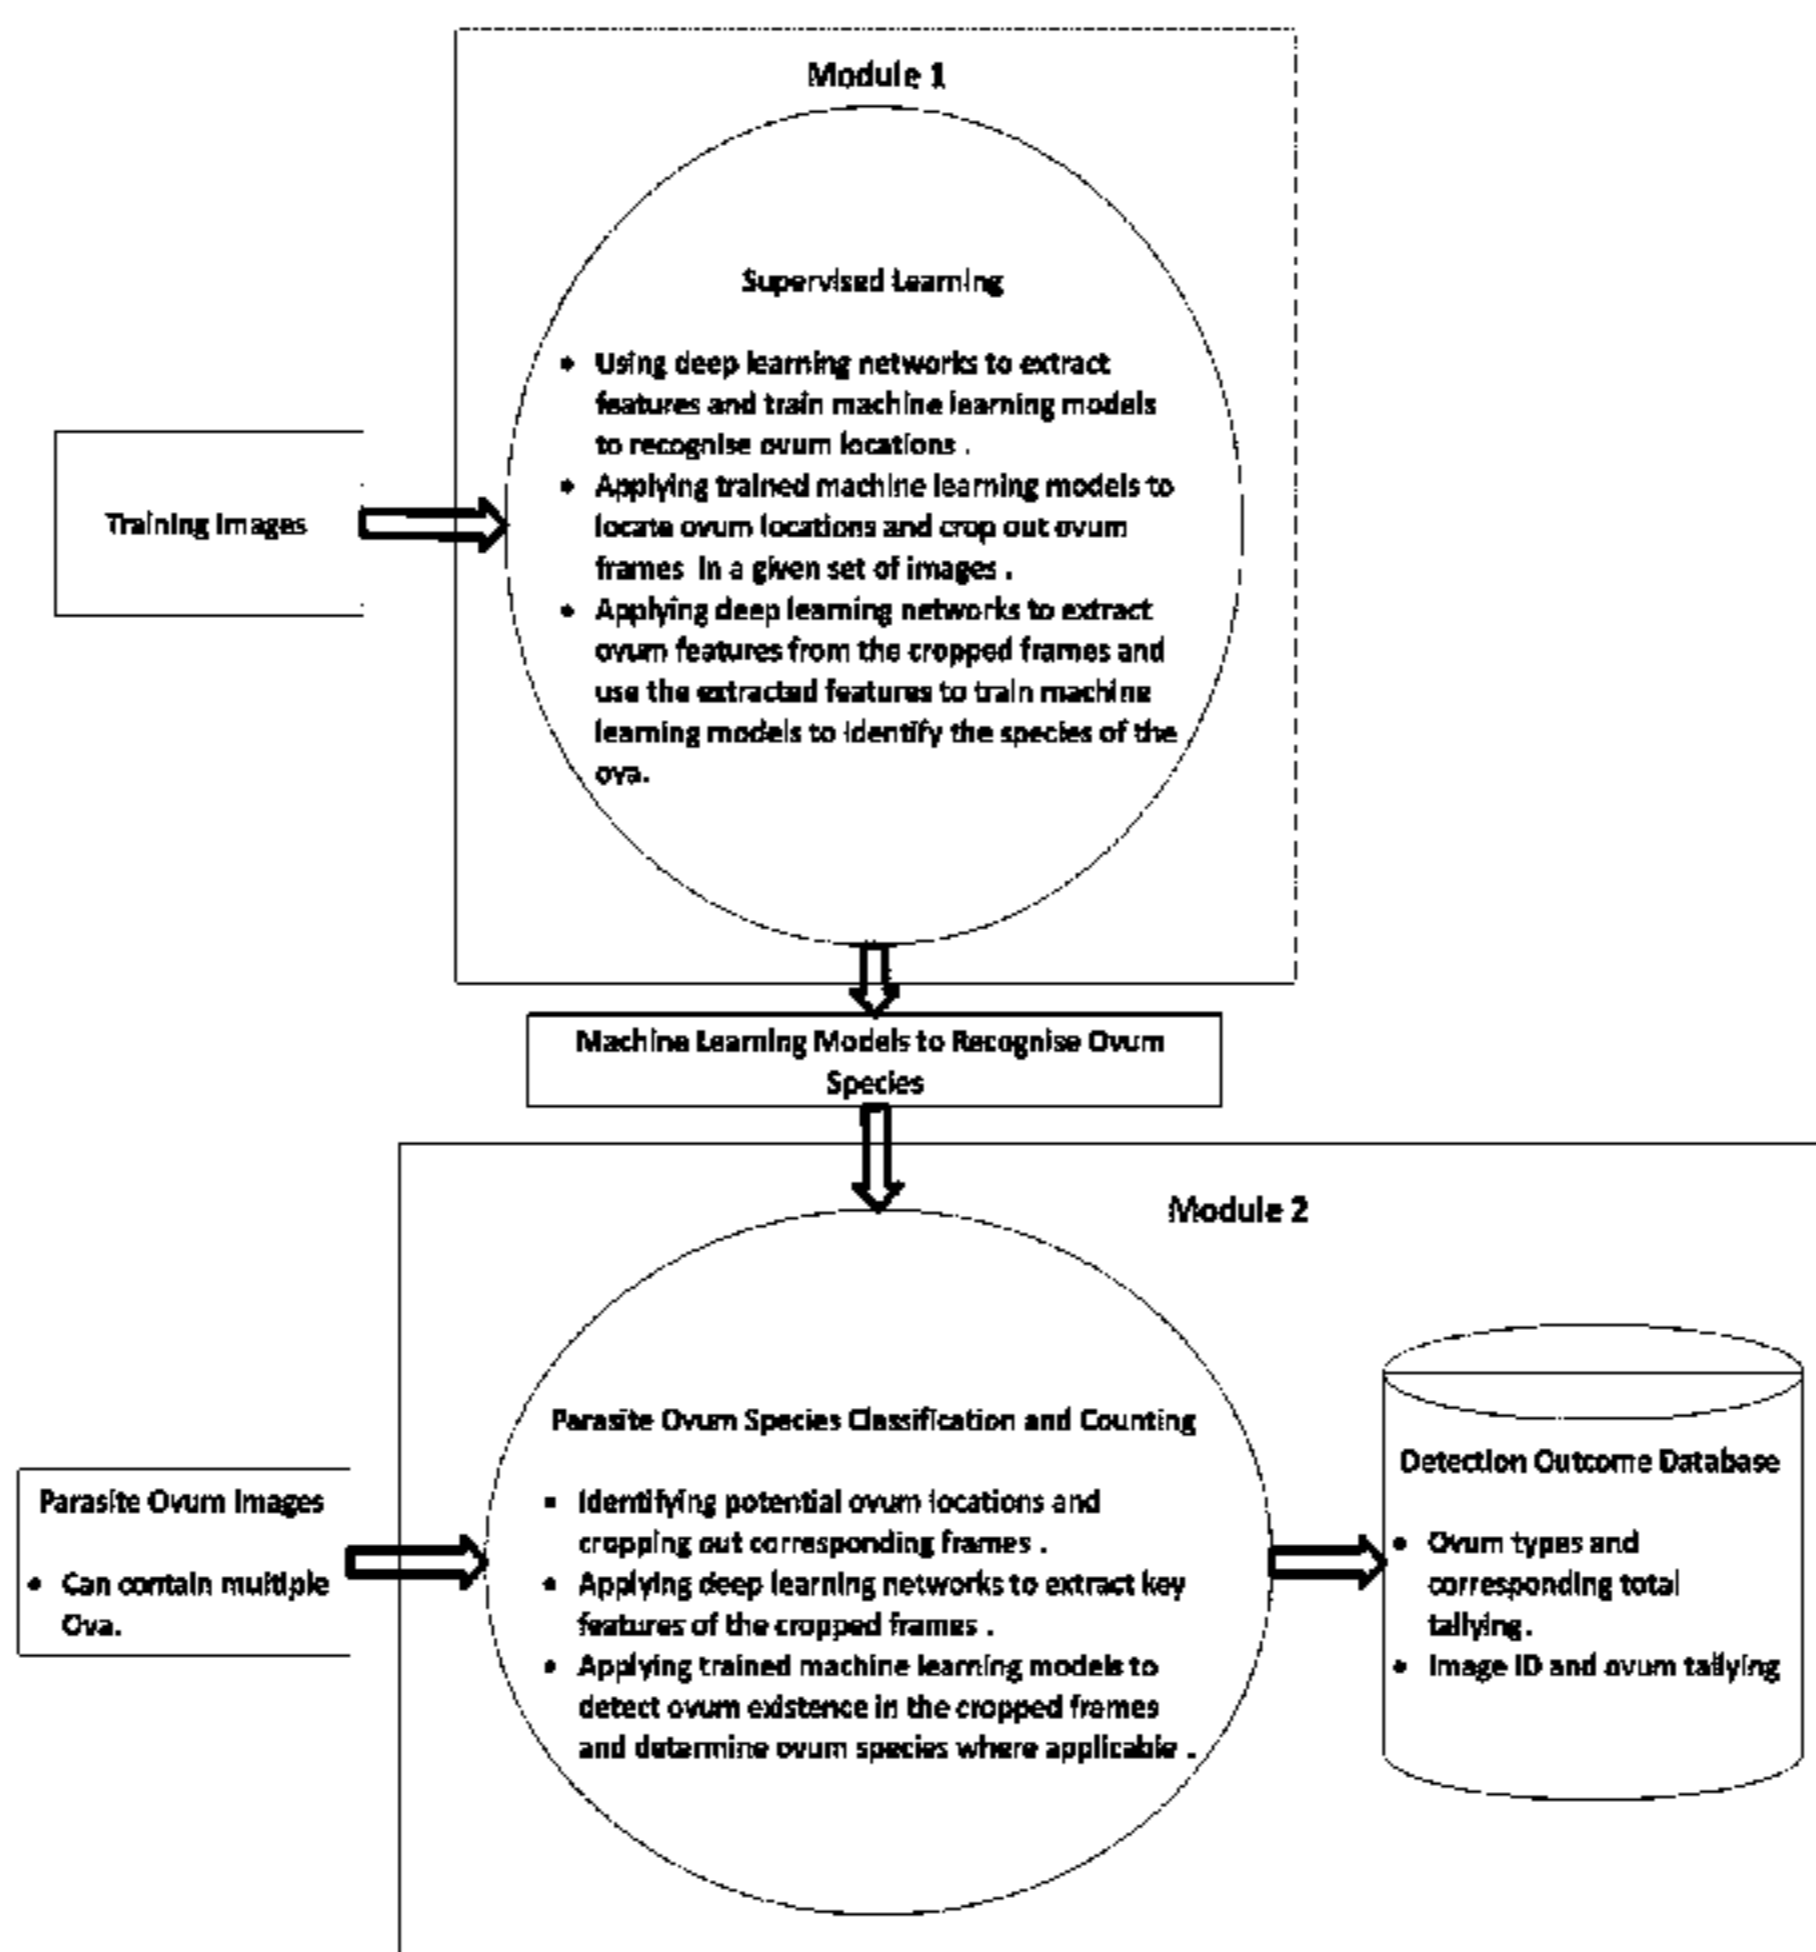 Module 1
Supervised Learning
• Using deep learning networks to extract
features and train machine learning models
to recognise ovum locations .
• Applying trained machine learning models to
locate ovum locations and crop out ovum
frames in a given set of images .
• Applying deep learning networks to extract
ovum features from the cropped frames and
use the extracted features to train machine
learning models to identify the species of the
ova.
Training Images
Machine Learning Models to Recognise Ovum
Species
Module 2
Parasite Ovum Images
• Can contain multiple
Ova.
Parasite Ovum Species Classification and Counting
▪ Identifying potential ovum locations and
cropping out corresponding frames .
• Applying deep learning networks to extract key
features of the cropped frames .
• Applying trained machine learning models to
detect ovum existence in the cropped frames
and determine ovum species where applicable .
Detection Outcome Database
• Ovum types and
corresponding total
tallying.
• Image ID and ovum tallying